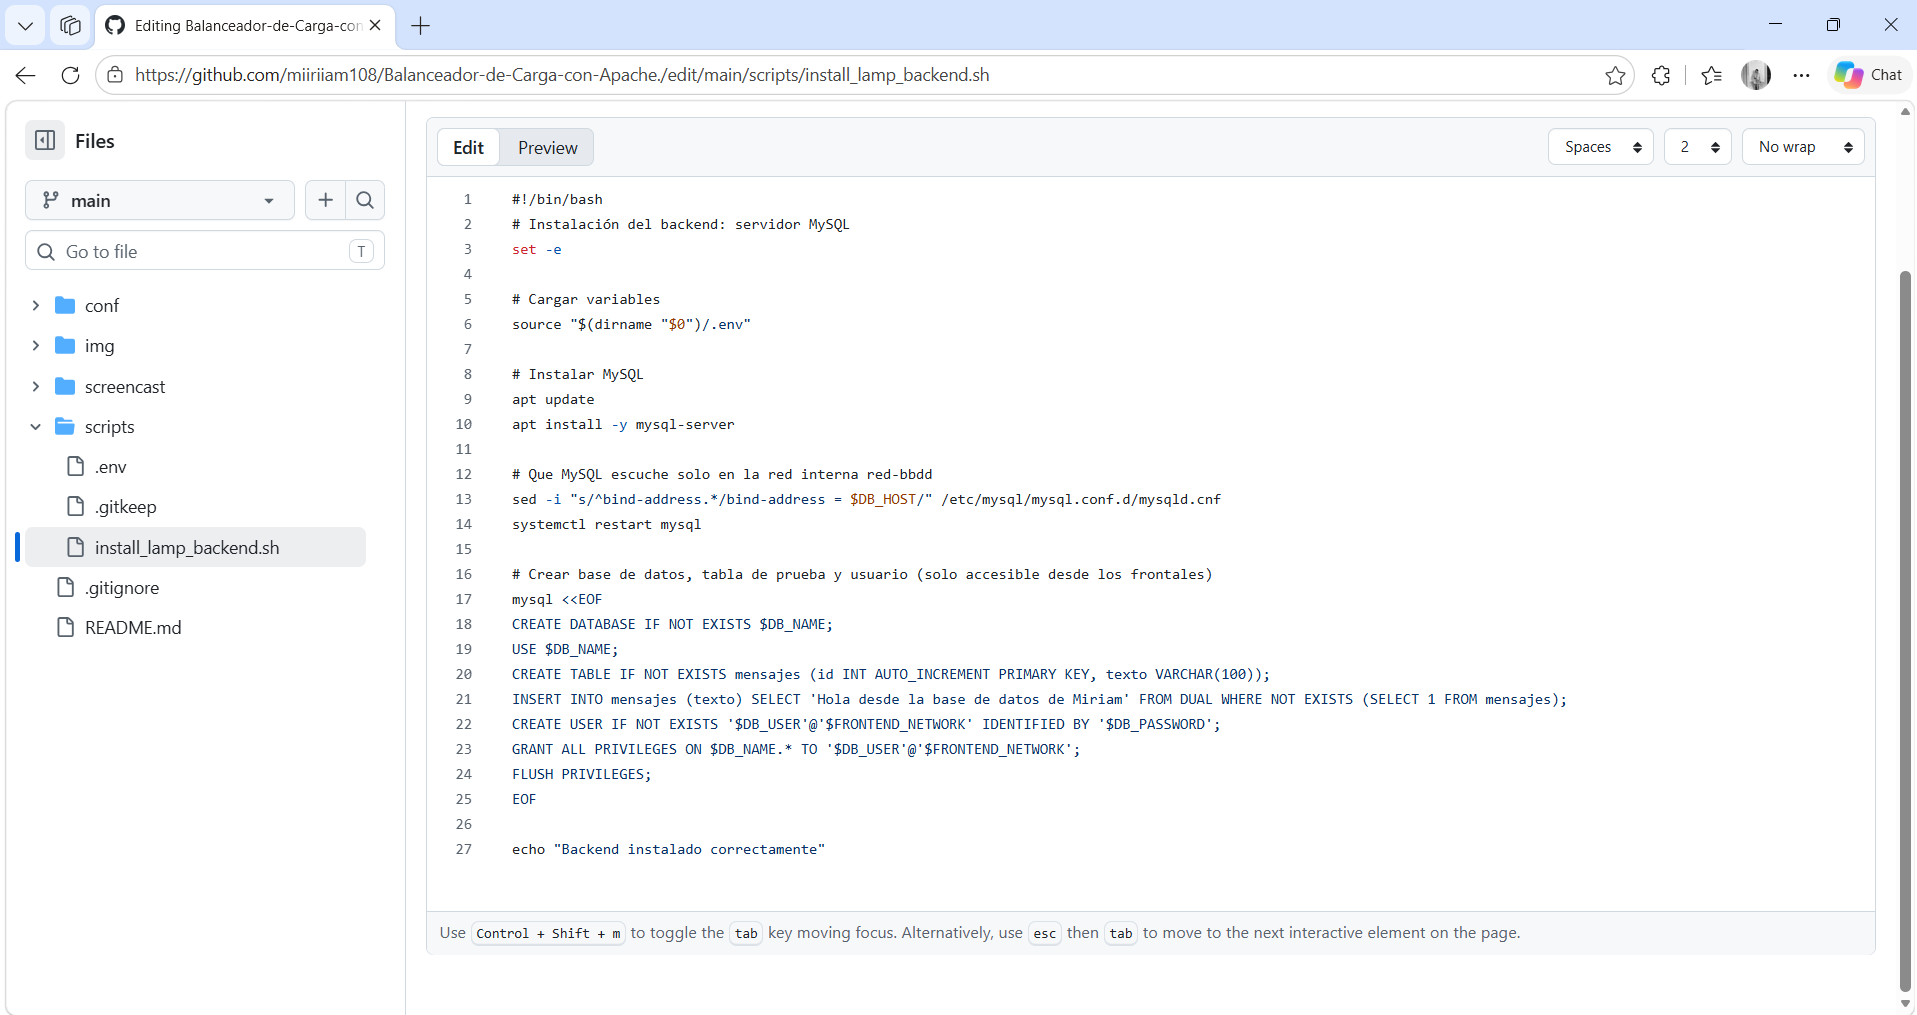 Editing Balanceador-de-Carga-con
https://github.com/miiriiam108/Balanceador-de-Carga-con-Apache./edit/main/scripts/install_lamp_backend.sh
Chat
Files
main
Go to file
T
conf
img
screencast
scripts
.env
.gitkeep
install_lamp_backend.sh
.gitignore
README.md
Edit
Preview
Spaces
2
No wrap
1 #!/bin/bash
2 # Instalación del backend: servidor MySQL
3 set -e
4
5 # Cargar variables
6 source "$(dirname "$0")/.env"
7
8 # Instalar MySQL
9 apt update
10 apt install -y mysql-server
11
12 # Que MySQL escuche solo en la red interna red-bbdd
13 sed -i "s/^bind-address.*/bind-address = $DB_HOST/" /etc/mysql/mysql.conf.d/mysqld.cnf
14 systemctl restart mysql
15
16 # Crear base de datos, tabla de prueba y usuario (solo accesible desde los frontales)
17 mysql <<EOF
18 CREATE DATABASE IF NOT EXISTS $DB_NAME;
19 USE $DB_NAME;
20 CREATE TABLE IF NOT EXISTS mensajes (id INT AUTO_INCREMENT PRIMARY KEY, texto VARCHAR(100));
21 INSERT INTO mensajes (texto) SELECT 'Hola desde la base de datos de Miriam' FROM DUAL WHERE NOT EXISTS (SELECT 1 FROM mensajes);
22 CREATE USER IF NOT EXISTS '$DB_USER'@'$FRONTEND_NETWORK' IDENTIFIED BY '$DB_PASSWORD';
23 GRANT ALL PRIVILEGES ON $DB_NAME.* TO '$DB_USER'@'$FRONTEND_NETWORK';
24 FLUSH PRIVILEGES;
25 EOF
26
27 echo "Backend instalado correctamente"
Use Control + Shift + m to toggle the tab key moving focus. Alternatively, use esc then tab to move to the next interactive element on the page.